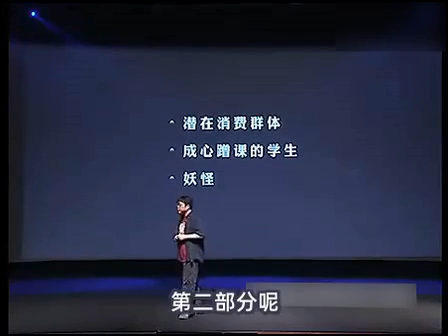 潜在消费群体
成心蹭课的学生
妖怪
第二部分呢